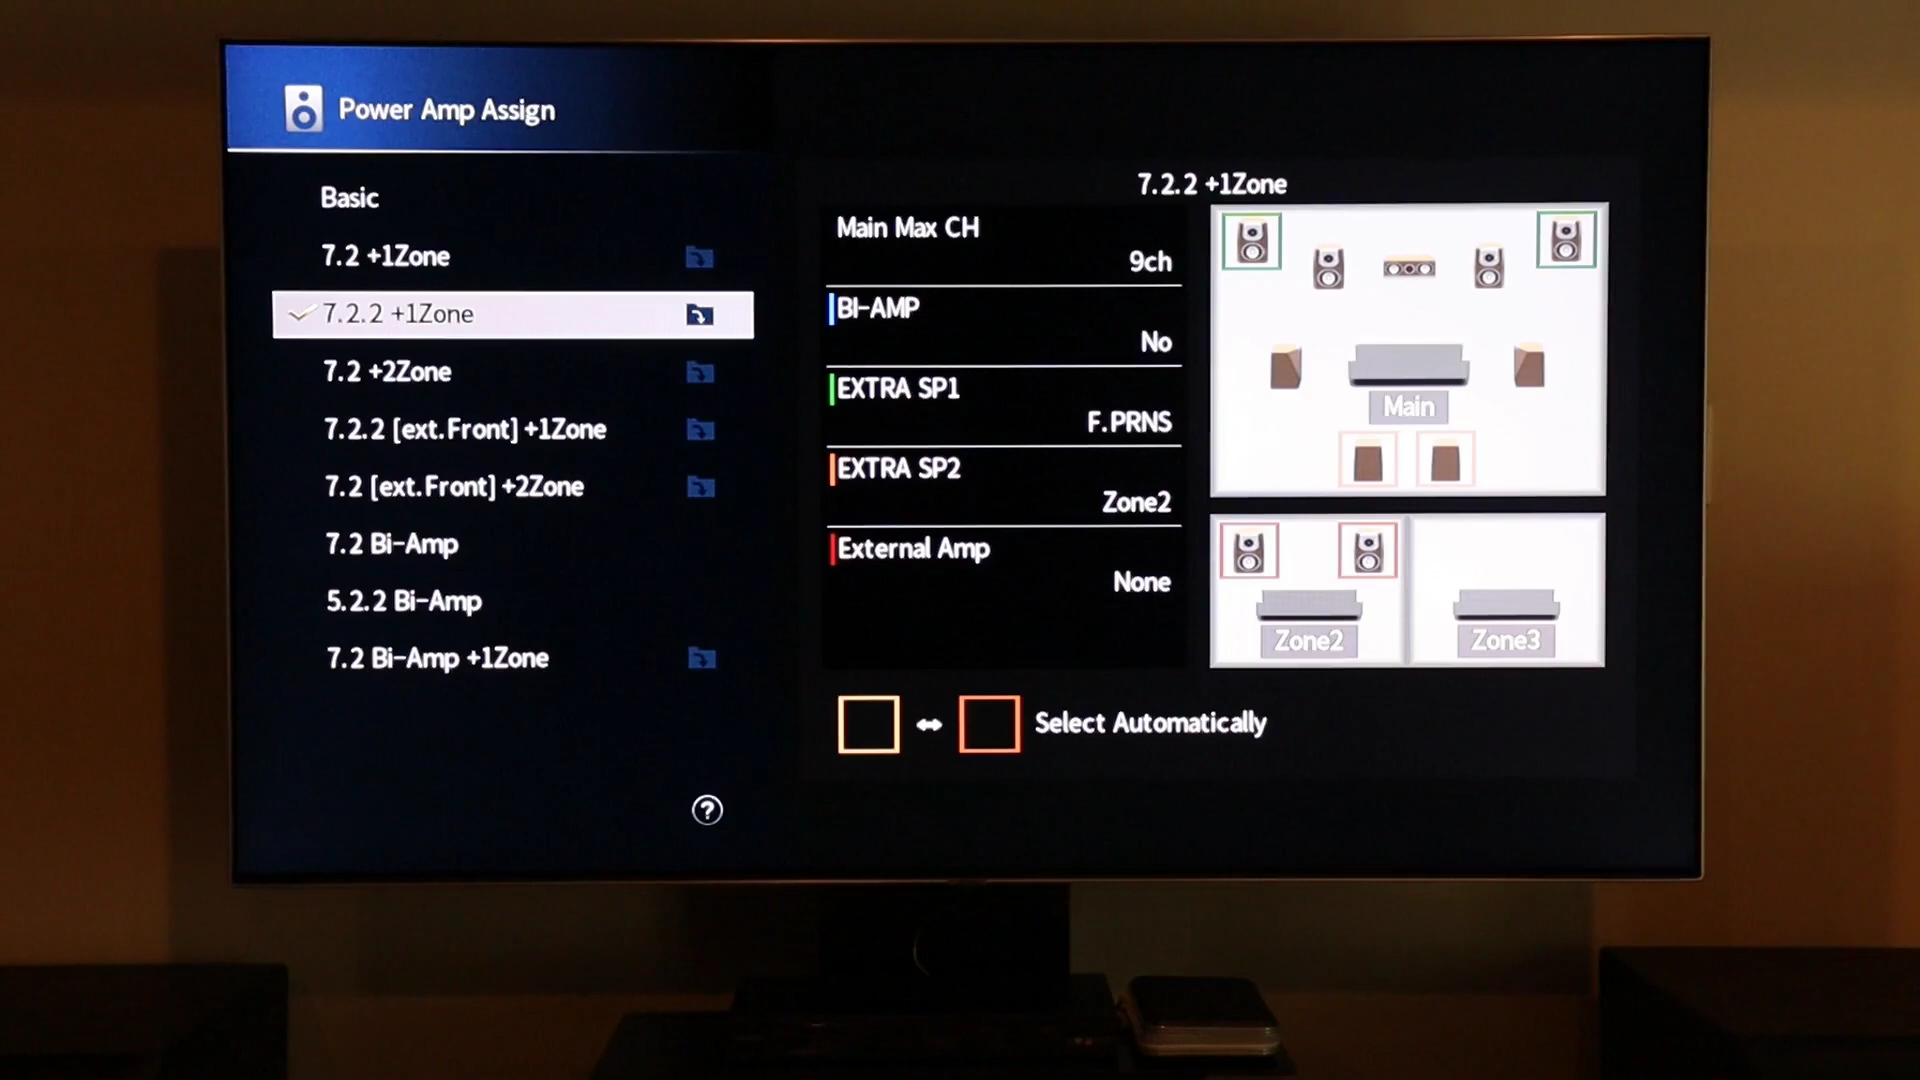 Power Amp Assign
Basic
7.2 +1Zone
7.2.2 +1Zone
7.2 +2Zone
7.2.2 [ext.Front] +1Zone
7.2 [ext.Front] +2Zone
7.2 Bi-Amp
5.2.2 Bi-Amp
7.2 Bi-Amp +1Zone
?
7.2.2 +1Zone
Main Max CH
9ch
BI-AMP
No
EXTRA SP1
F.PRNS
EXTRA SP2
Zone2
External Amp
None
Main
Zone2
Zone3
Select Automatically